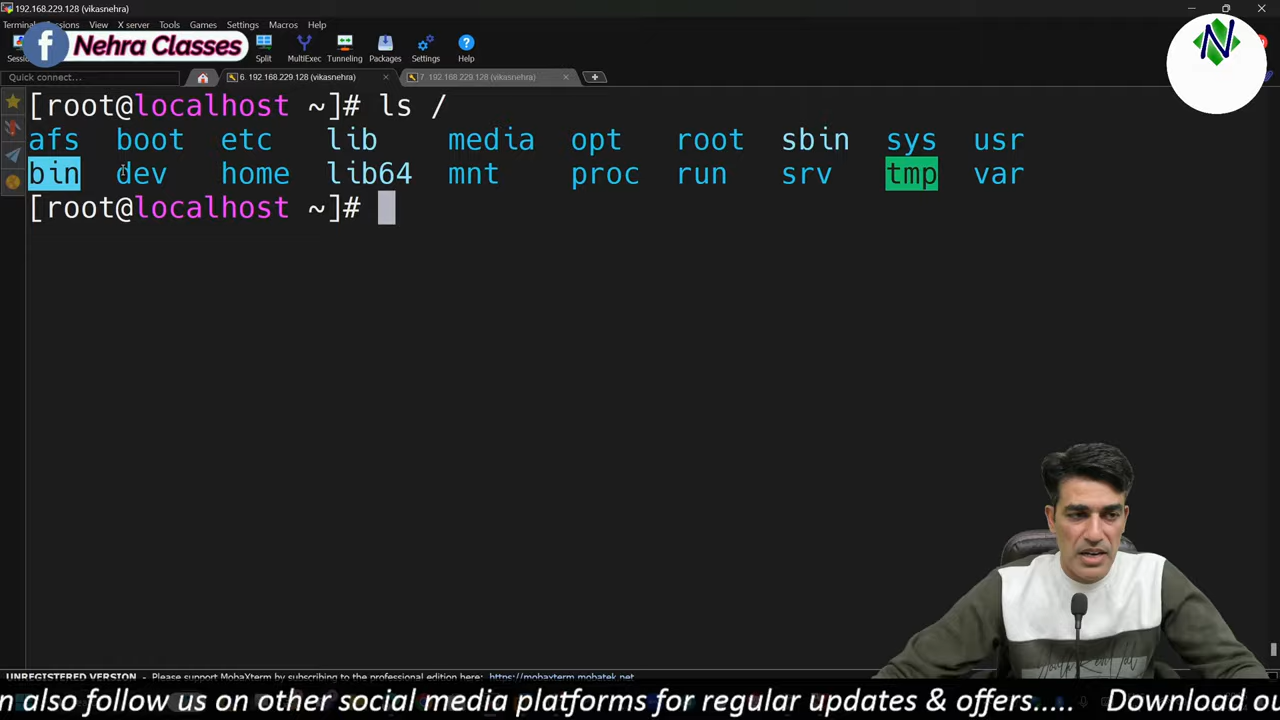 192.168.229.128 (vikasnehra)
Terminal Sessions View X server Tools Games Settings Macros Help
Nehra Classes
Split MultiExec Tunneling Packages Settings Help
Quick connect...
6. 192.168.229.128 (vikasnehra)
7. 192.168.229.128 (vikasnehra)
[root@localhost ~]# ls /
afs boot etc lib media opt root sbin sys usr
bin dev home lib64 mnt proc run srv tmp var
[root@localhost ~]#
UNREGISTERED VERSION - Please support MobaXterm by subscribing to the professional edition here: https://mobaxterm.mobatek.net
n also follow us on other social media platforms for regular updates & offers..... Download ou